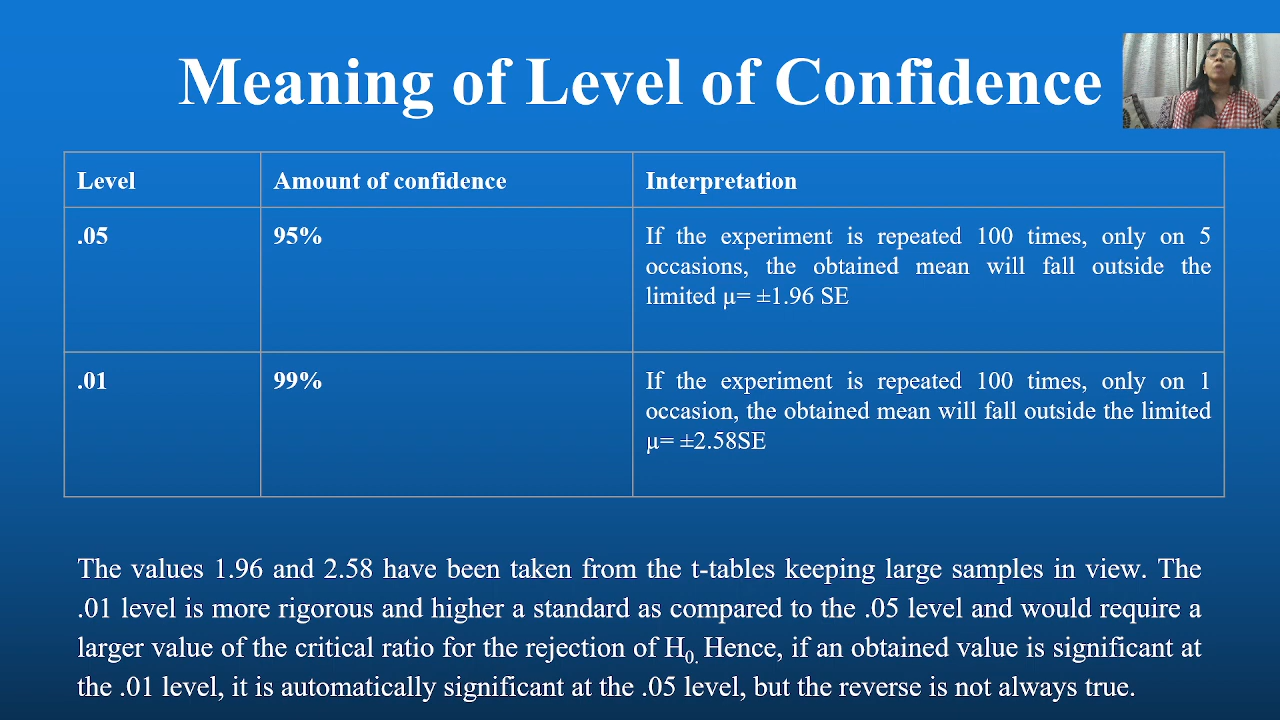 Meaning of Level of Confidence
Level
Amount of confidence
Interpretation
.05
95%
If the experiment is repeated 100 times, only on 5
occasions, the obtained mean will fall outside the
limited µ= ±1.96 SE
.01
99%
If the experiment is repeated 100 times, only on 1
occasion, the obtained mean will fall outside the limited
µ= ±2.58SE
The values 1.96 and 2.58 have been taken from the t-tables keeping large samples in view. The
.01 level is more rigorous and higher a standard as compared to the .05 level and would require a
larger value of the critical ratio for the rejection of H₀. Hence, if an obtained value is significant at
the .01 level, it is automatically significant at the .05 level, but the reverse is not always true.